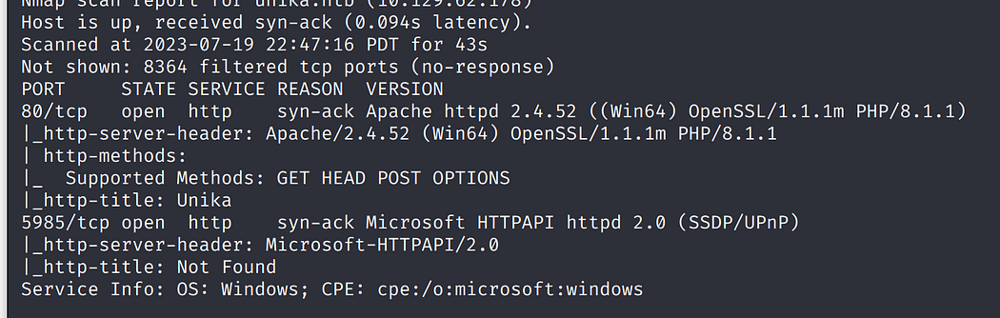 Nmap scan report for unika.htb (10.129.62.178)
Host is up, received syn-ack (0.094s latency).
Scanned at 2023-07-19 22:47:16 PDT for 43s
Not shown: 8364 filtered tcp ports (no-response)
PORT     STATE SERVICE REASON  VERSION
80/tcp   open  http    syn-ack Apache httpd 2.4.52 ((Win64) OpenSSL/1.1.1m PHP/8.1.1)
|_http-server-header: Apache/2.4.52 (Win64) OpenSSL/1.1.1m PHP/8.1.1
| http-methods:
|_  Supported Methods: GET HEAD POST OPTIONS
|_http-title: Unika
5985/tcp open  http    syn-ack Microsoft HTTPAPI httpd 2.0 (SSDP/UPnP)
|_http-server-header: Microsoft-HTTPAPI/2.0
|_http-title: Not Found
Service Info: OS: Windows; CPE: cpe:/o:microsoft:windows